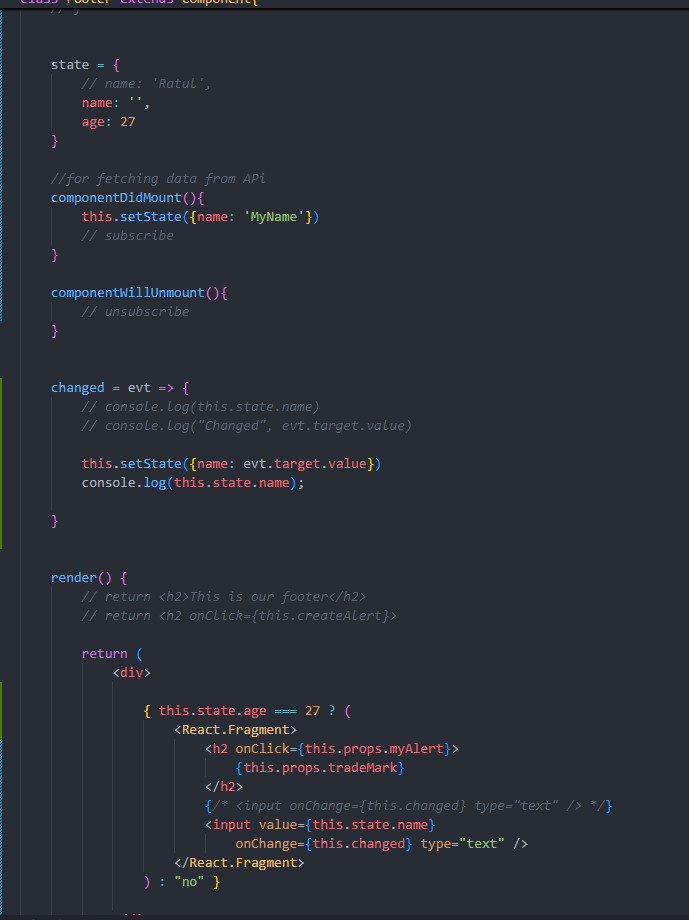 class Footer extends Component{
// }
state = {
// name: 'Ratul',
name: '',
age: 27
}
//for fetching data from APi
componentDidMount(){
this.setState({name: 'MyName'})
// subscribe
}
componentWillUnmount(){
// unsubscribe
}
changed = evt => {
// console.log(this.state.name)
// console.log("Changed", evt.target.value)
this.setState({name: evt.target.value})
console.log(this.state.name);
}
render() {
// return <h2>This is our footer</h2>
// return <h2 onClick={this.createAlert}>
return (
<div>
{ this.state.age === 27 ? (
<React.Fragment>
<h2 onClick={this.props.myAlert}>
{this.props.tradeMark}
</h2>
{/* <input onChange={this.changed} type="text" /> */}
<input value={this.state.name}
onChange={this.changed} type="text" />
</React.Fragment>
) : "no" }